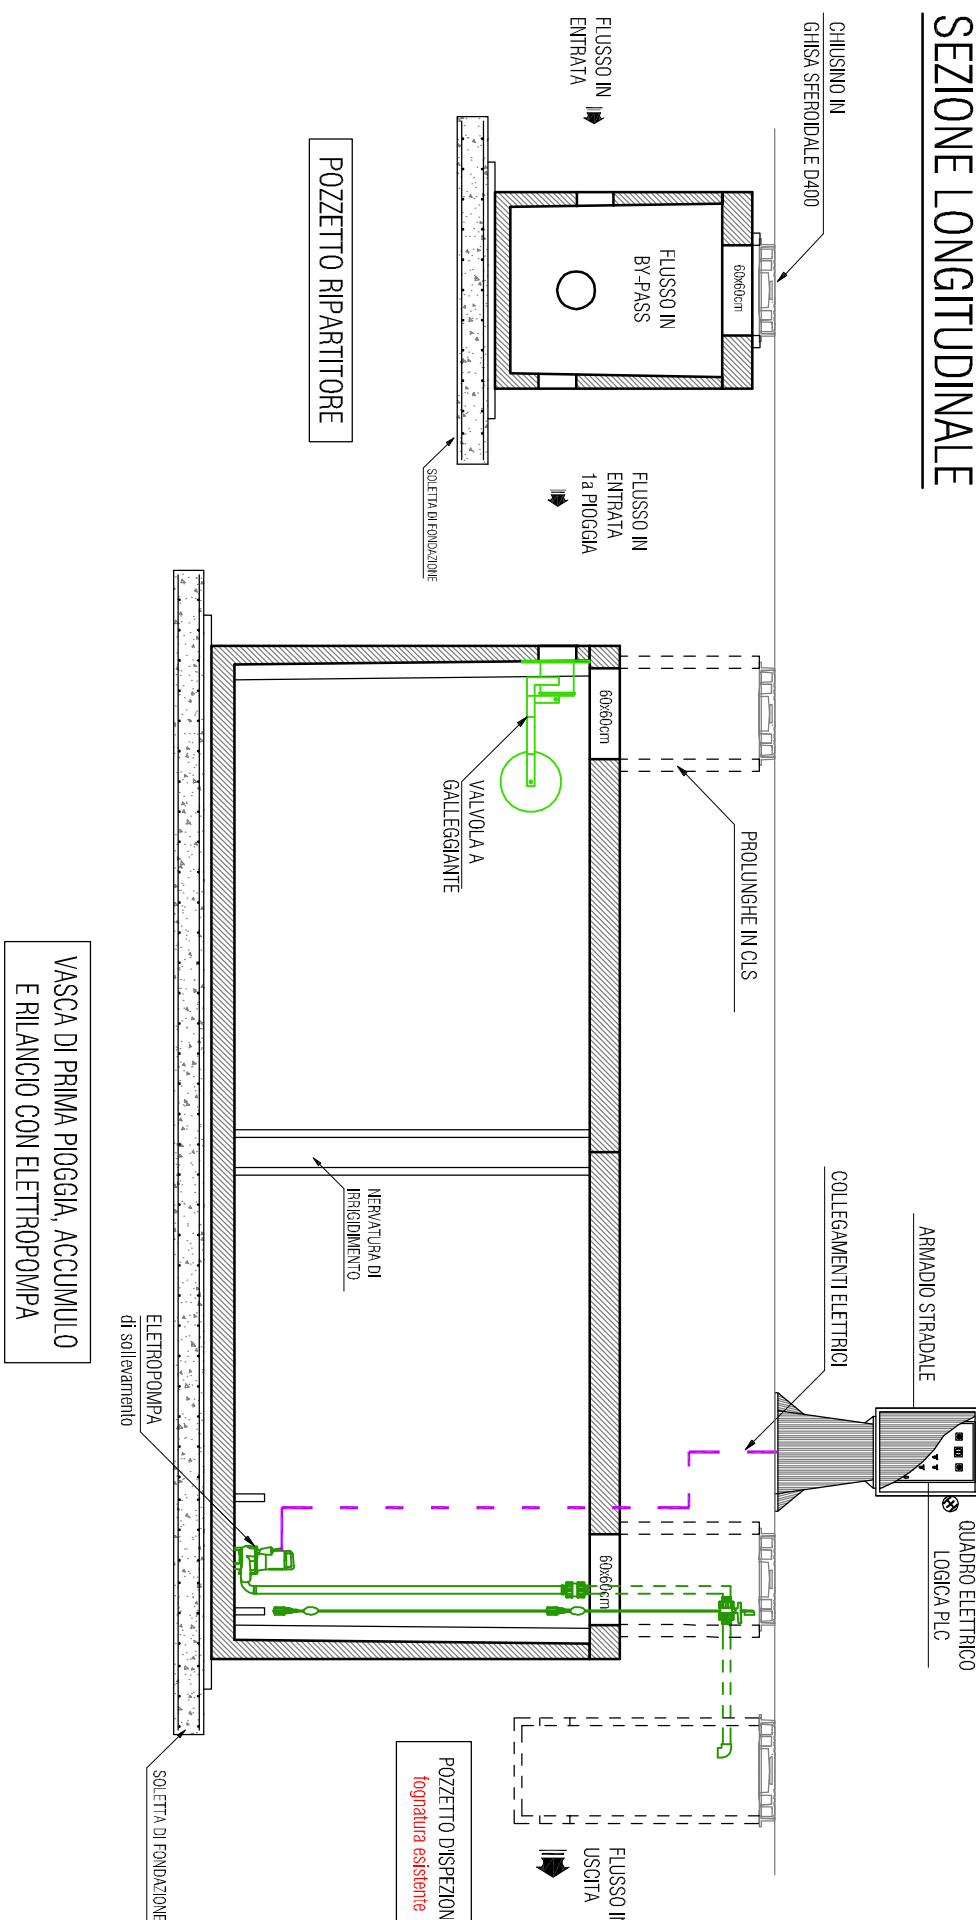 SEZIONE LONGITUDINALE
CHIUSINO IN
GHISA SFEROIDALE D400
FLUSSO IN
ENTRATA
60x60cm
FLUSSO IN
BY-PASS
POZZETTO RIPARTITORE
SOLETTA DI FONDAZIONE
FLUSSO IN
ENTRATA
1a PIOGGIA
60x60cm
PROLUNGHE IN CLS
VALVOLA A
GALLEGGIANTE
NERVATURA DI
IRRIGIDIMENTO
VASCA DI PRIMA PIOGGIA, ACCUMULO
E RILANCIO CON ELETTROPOMPA
ARMADIO STRADALE
COLLEGAMENTI ELETTRICI
QUADRO ELETTRICO
LOGICA PLC
60x60cm
ELETROPOMPA
di sollevamento
SOLETTA DI FONDAZIONE
POZZETTO D'ISPEZION
fognatura esistente
FLUSSO IN
USCITA